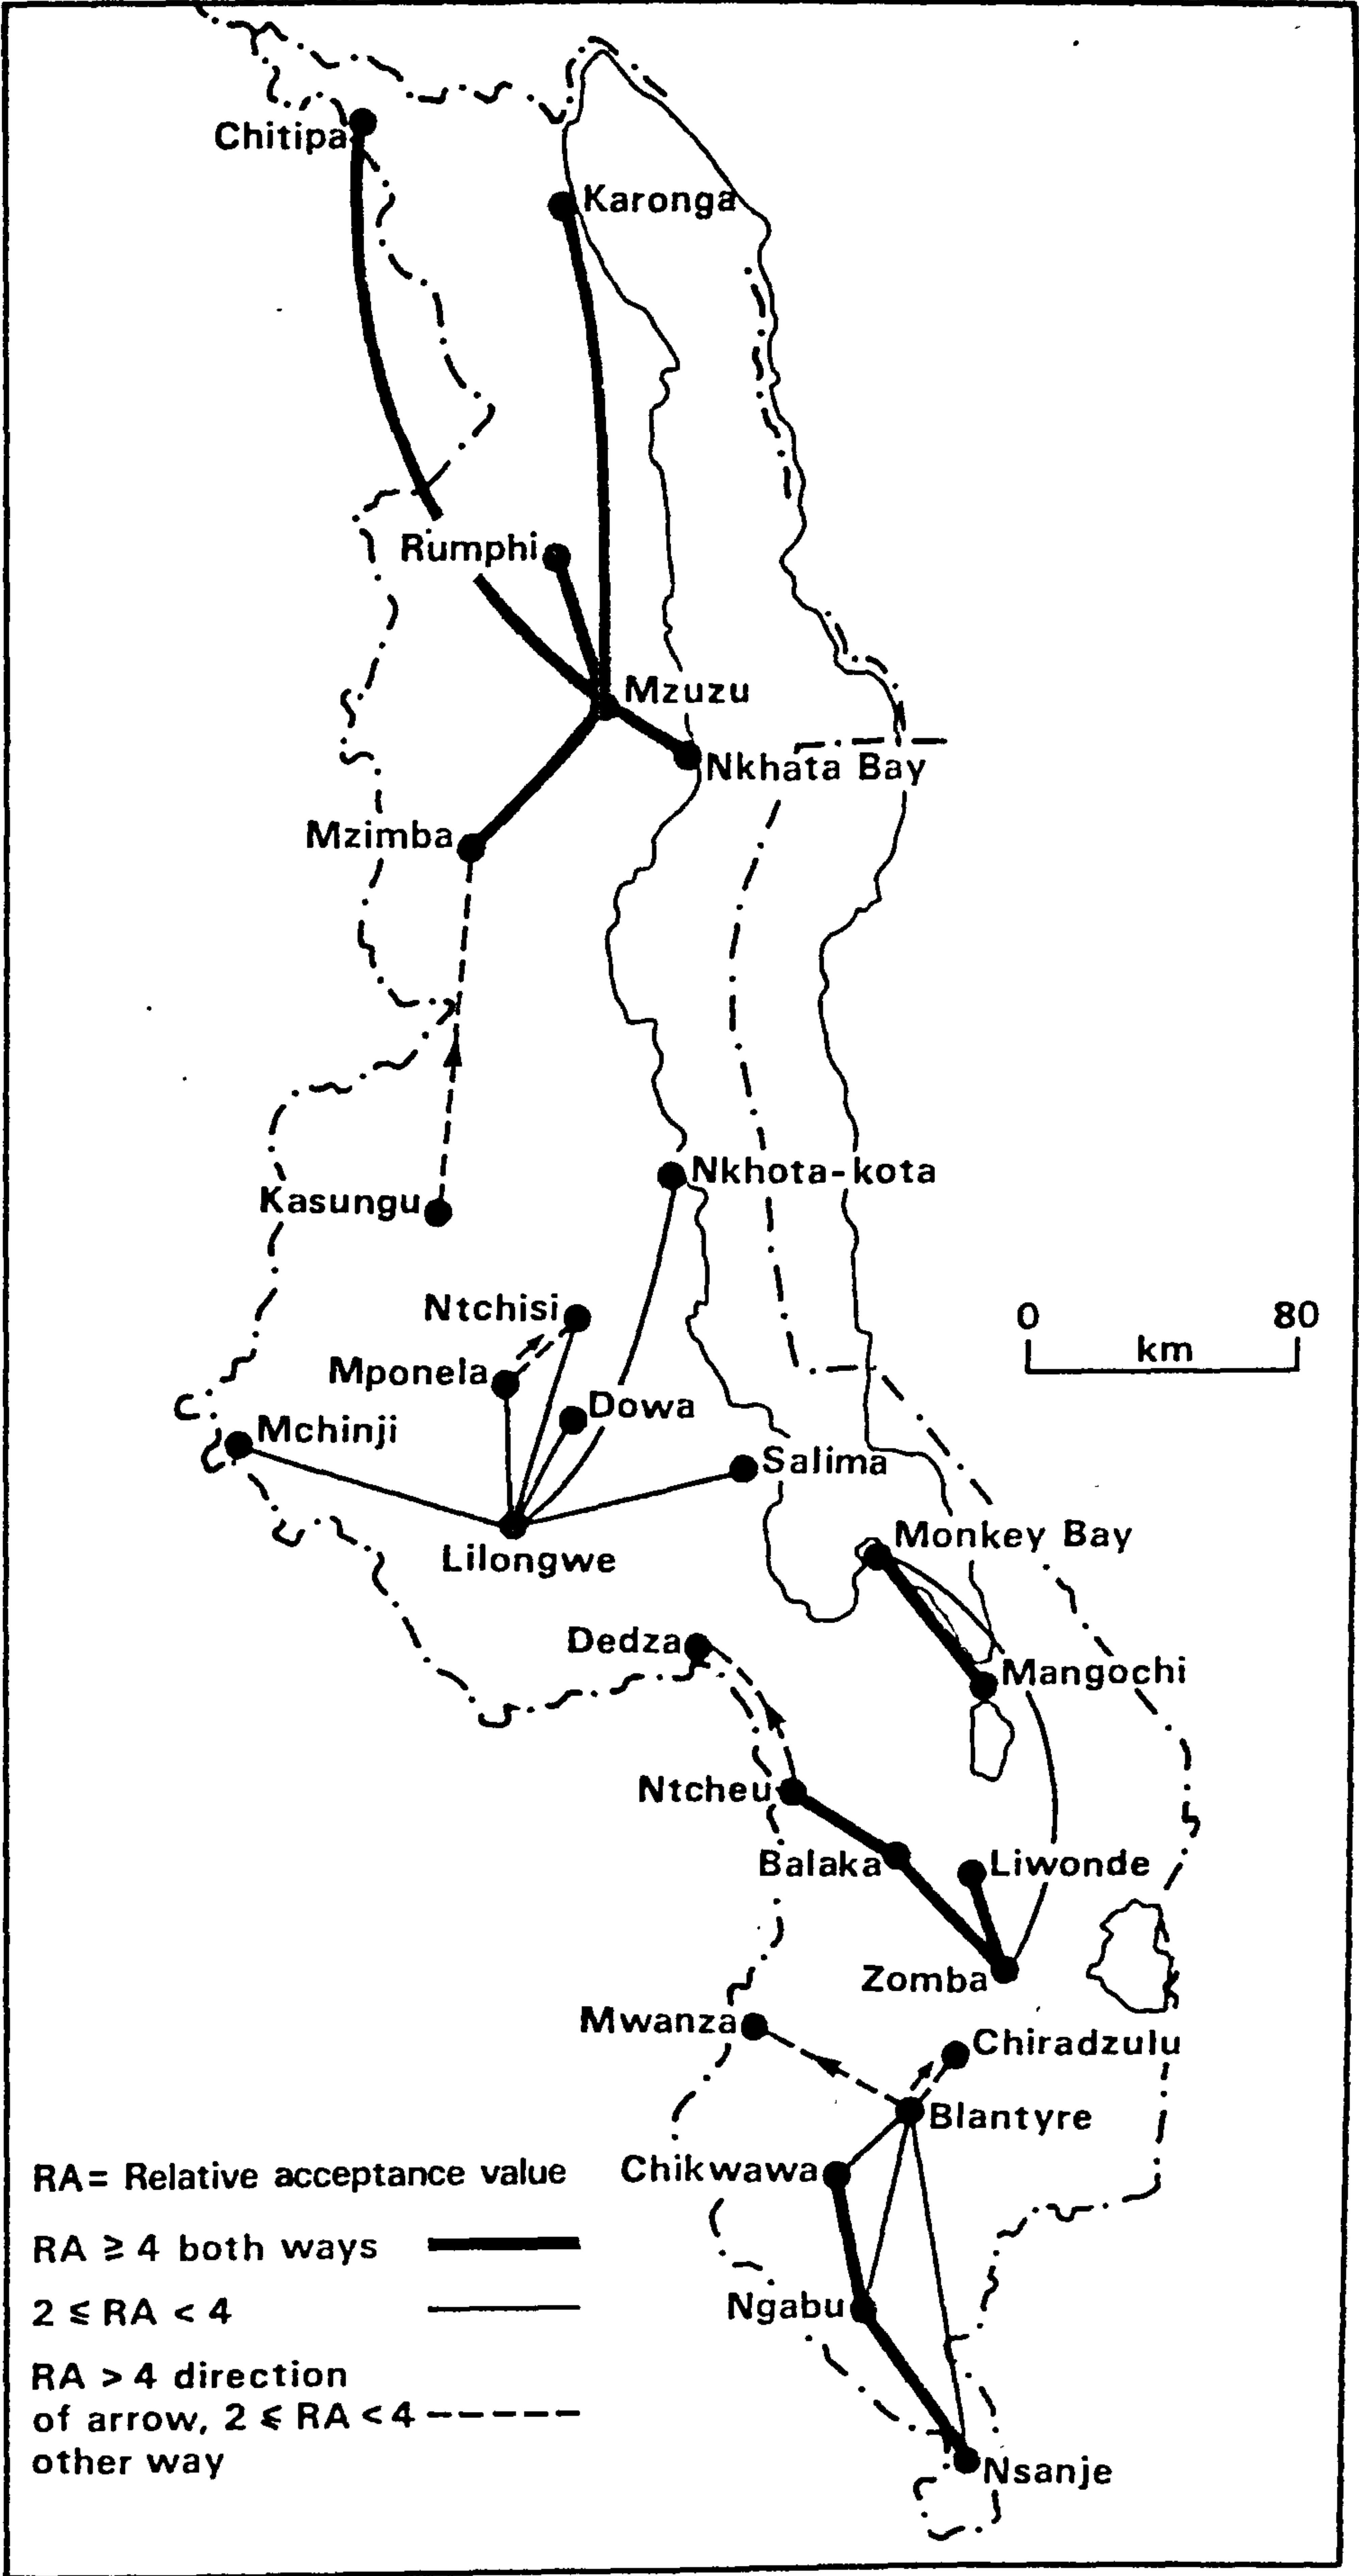 Chitipa
Karonga
Rumphi
Mzuzu
Nkhata Bay
Mzimba
Nkhota-kota
Kasungu
Ntchisi
0 80
km
Mponela
Dowa
Mchinji
Salima
Monkey Bay
Lilongwe
Dedza
Mangochi
Ntcheu
Balaka
Liwonde
Zomba
Mwanza
Chiradzulu
Blantyre
Chikwawa
Ngabu
Nsanje
RA= Relative acceptance value
RA ≥ 4 both ways
2 ≤ RA < 4
RA > 4 direction
of arrow, 2 ≤ RA < 4
other way